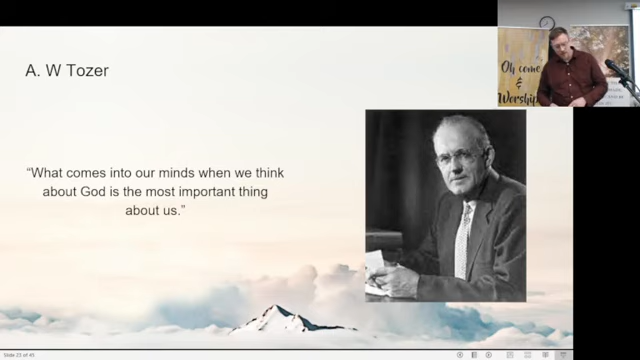 A. W Tozer
“What comes into our minds when we think
about God is the most important thing
about us.”
Oh come
&
Worship
Slide 23 of 45